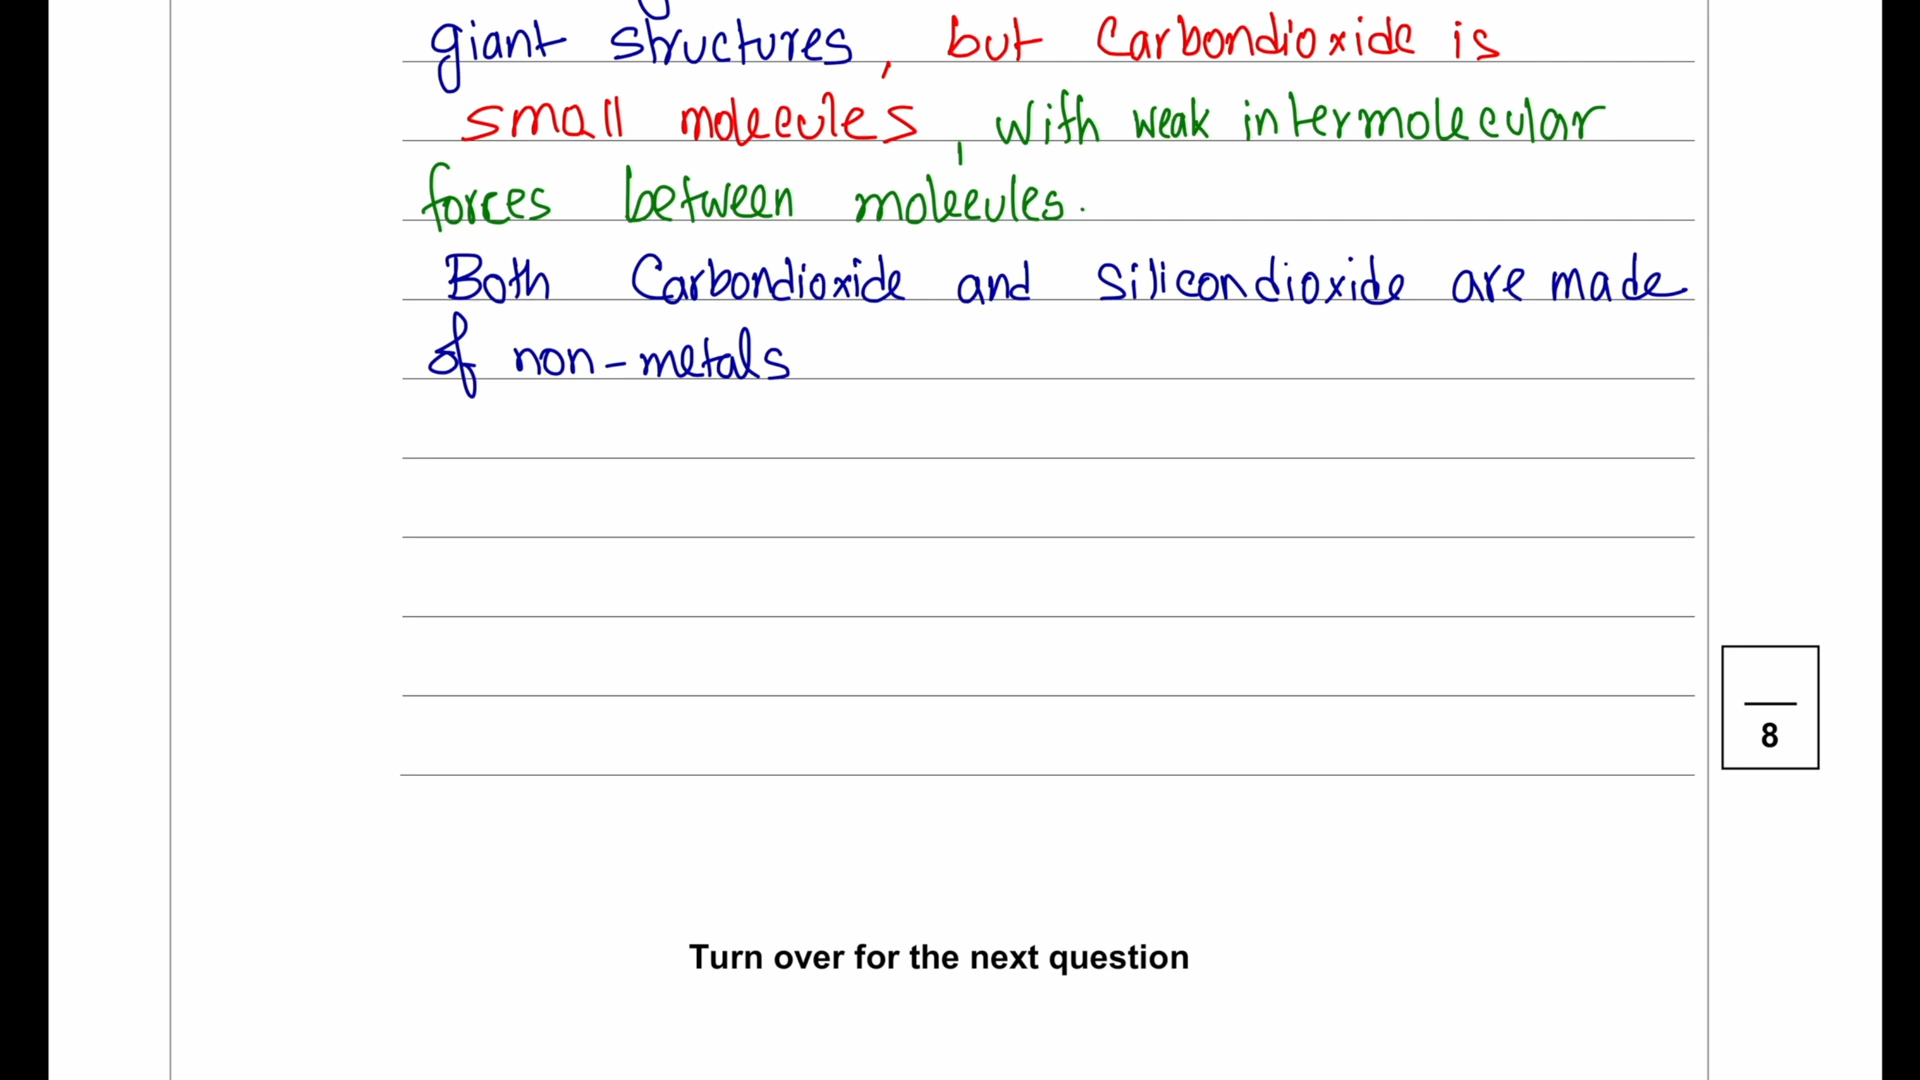 giant structures, but Carbondioxide is
small molecules, with weak intermolecular
forces between molecules.
Both Carbondioxide and silicondioxide are made
of non-metals
8
Turn over for the next question